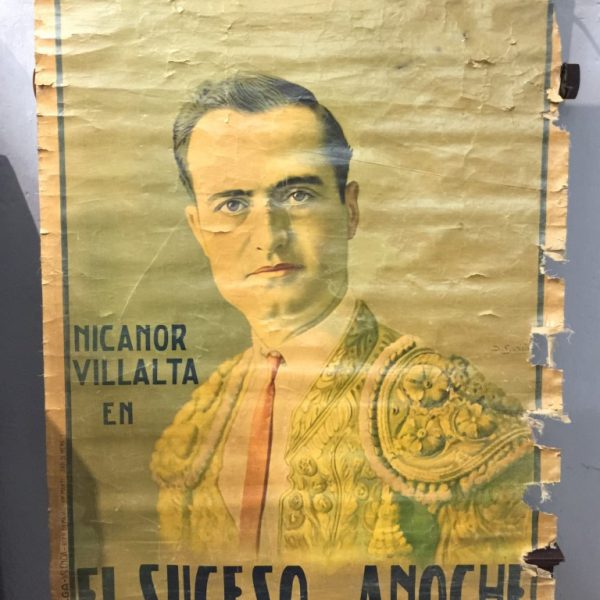 NICANOR
VILLALTA
EN
EL SUCESO ANOCHE